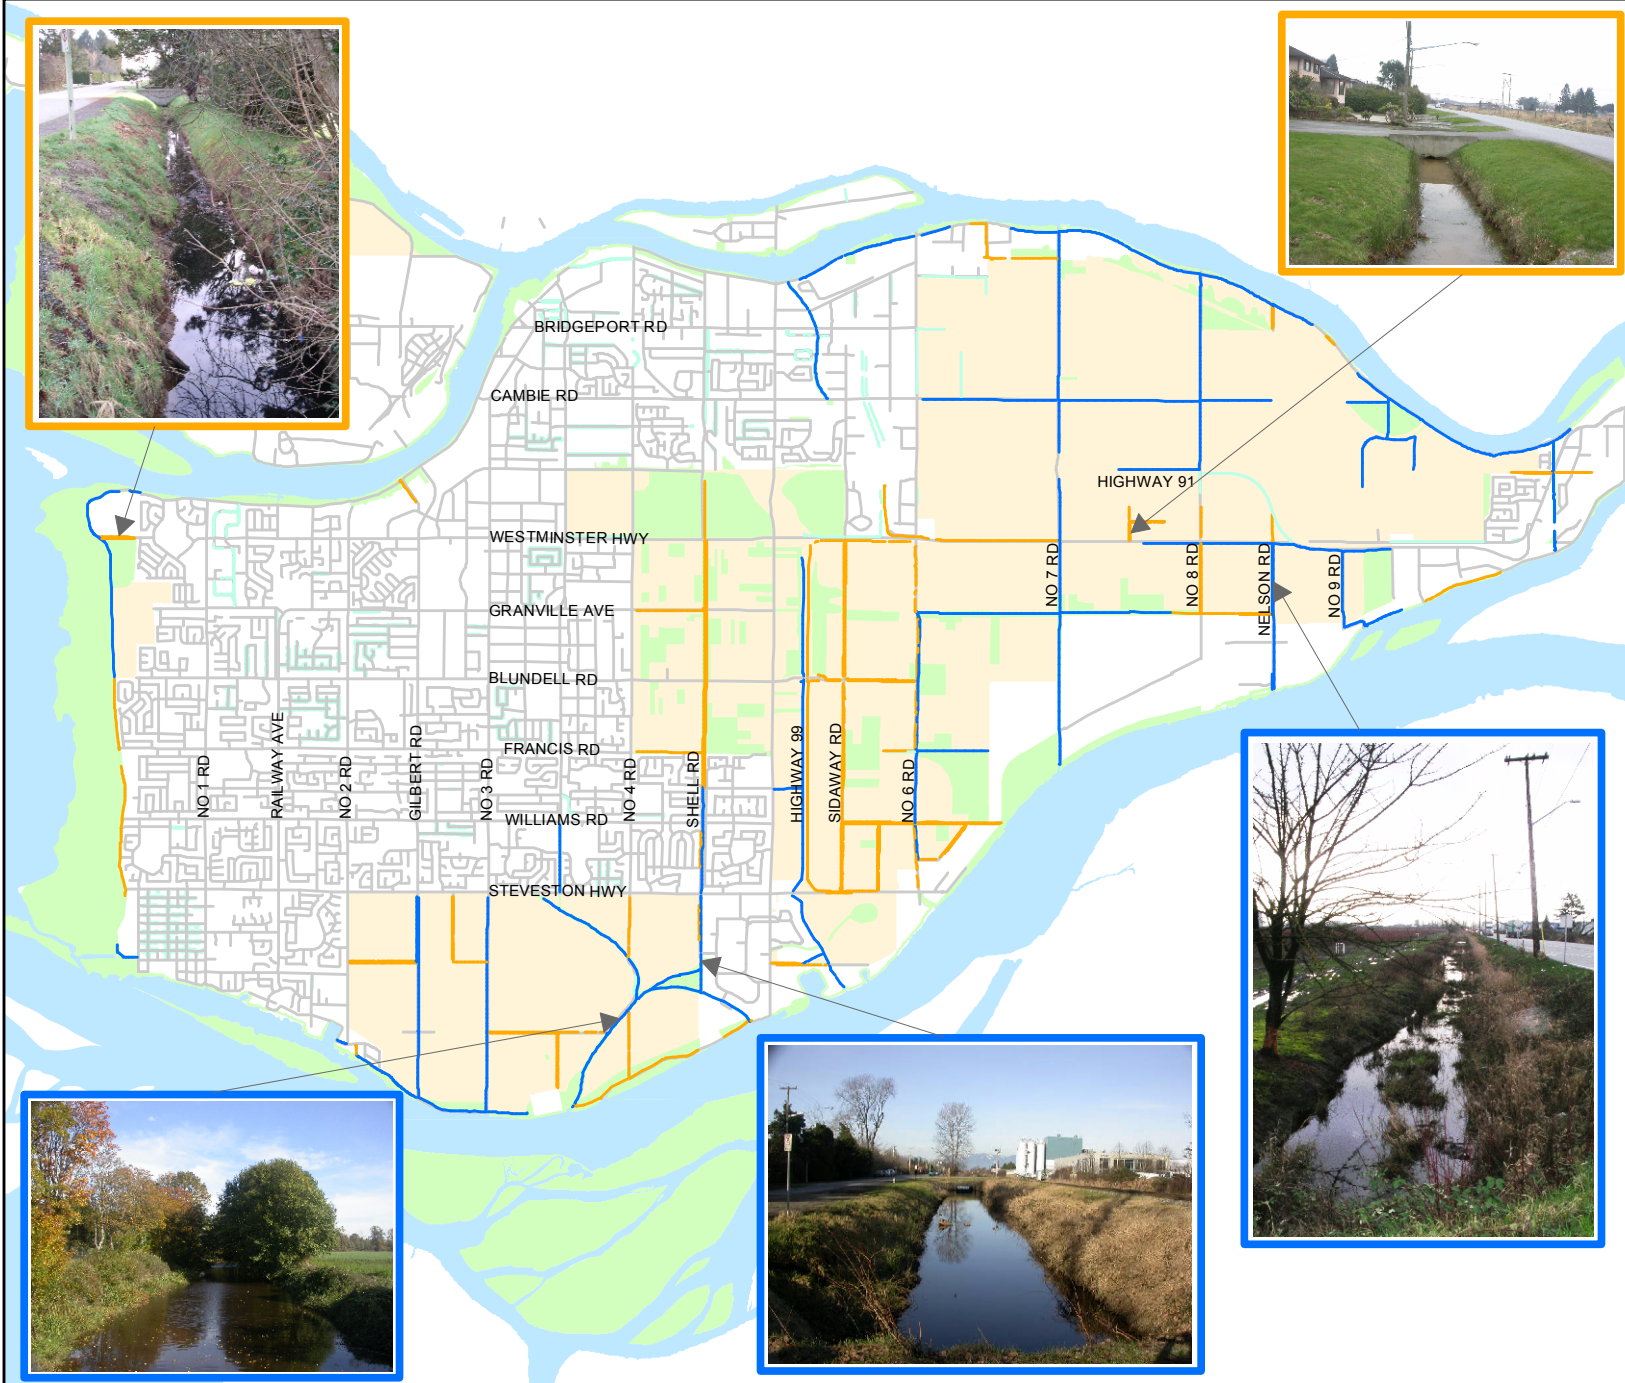 BRIDGEPORT RD
CAMBIE RD
HIGHWAY 91
WESTMINSTER HWY
NO 7 RD
NO 8 RD
NELSON RD
NO 9 RD
GRANVILLE AVE
BLUNDELL RD
FRANCIS RD
NO 1 RD
RAILWAY AVE
NO 2 RD
GILBERT RD
NO 3 RD
NO 4 RD
SHELL RD
HIGHWAY 99
SIDAWAY RD
NO 6 RD
WILLIAMS RD
STEVESTON HWY